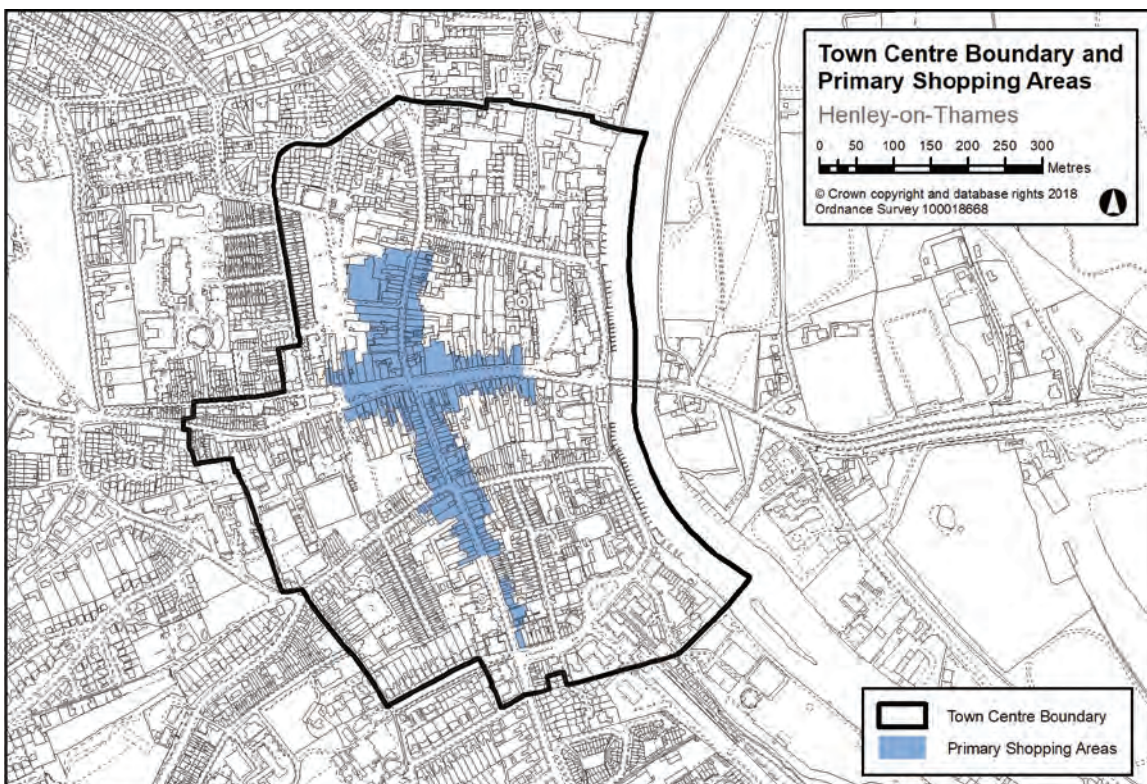 Town Centre Boundary and
Primary Shopping Areas
Henley-on-Thames
0 50 100 150 200 250 300
Metres
© Crown copyright and database rights 2018
Ordnance Survey 100018668
Town Centre Boundary
Primary Shopping Areas